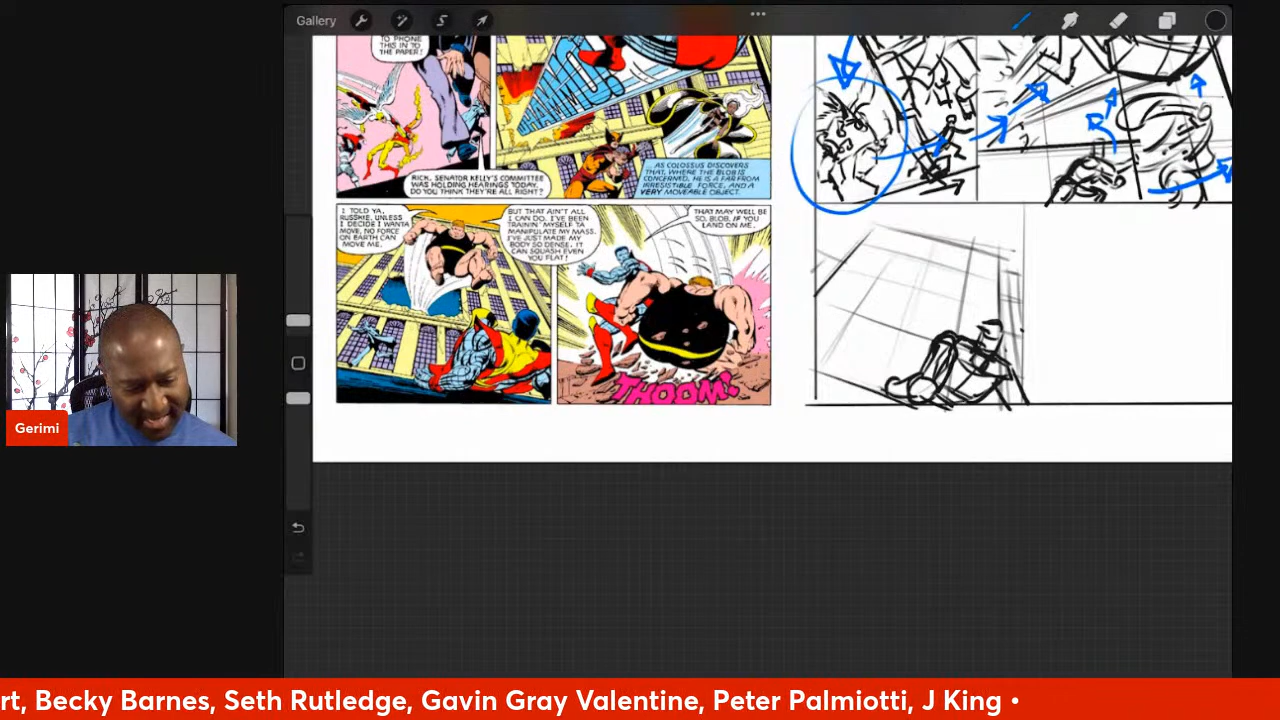 Gallery
TO PHONE
THIS IN TO
THE PAPER!
WHAMMO!
RICK, SENATOR KELLY'S COMMITTEE
WAS HOLDING HEARINGS TODAY.
DO YOU THINK THEY'RE ALL RIGHT?
AS COLOSSUS DISCOVERS
THAT, WHERE THE BLOB IS
CONCERNED, HE IS A FAR FROM
IRRESISTIBLE FORCE, AND A
VERY MOVEABLE OBJECT.
I TOLD YA,
RUSSKIE, UNLESS
I DECIDE I WANTA
MOVE, NO FORCE
ON EARTH CAN
MOVE ME.
BUT THAT AIN'T ALL
I CAN DO. I'VE BEEN
TRAININ' MYSELF TA
MANIPULATE MY MASS.
I'VE JUST MADE MY
BODY SO DENSE, IT
CAN SQUASH EVEN
YOU FLAT!
THAT MAY WELL BE
SO, BLOB, IF YOU
LAND ON ME.
THOOM!
Gerimi
rt, Becky Barnes, Seth Rutledge, Gavin Gray Valentine, Peter Palmiotti, J King •